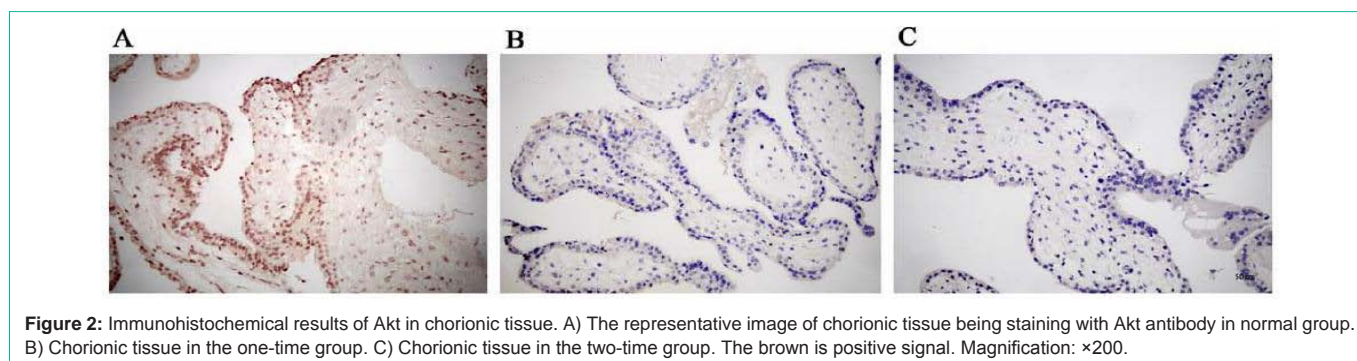 A
B
C
Figure 2: Immunohistochemical results of Akt in chorionic tissue. A) The representative image of chorionic tissue being staining with Akt antibody in normal group.
B) Chorionic tissue in the one-time group. C) Chorionic tissue in the two-time group. The brown is positive signal. Magnification: ×200.